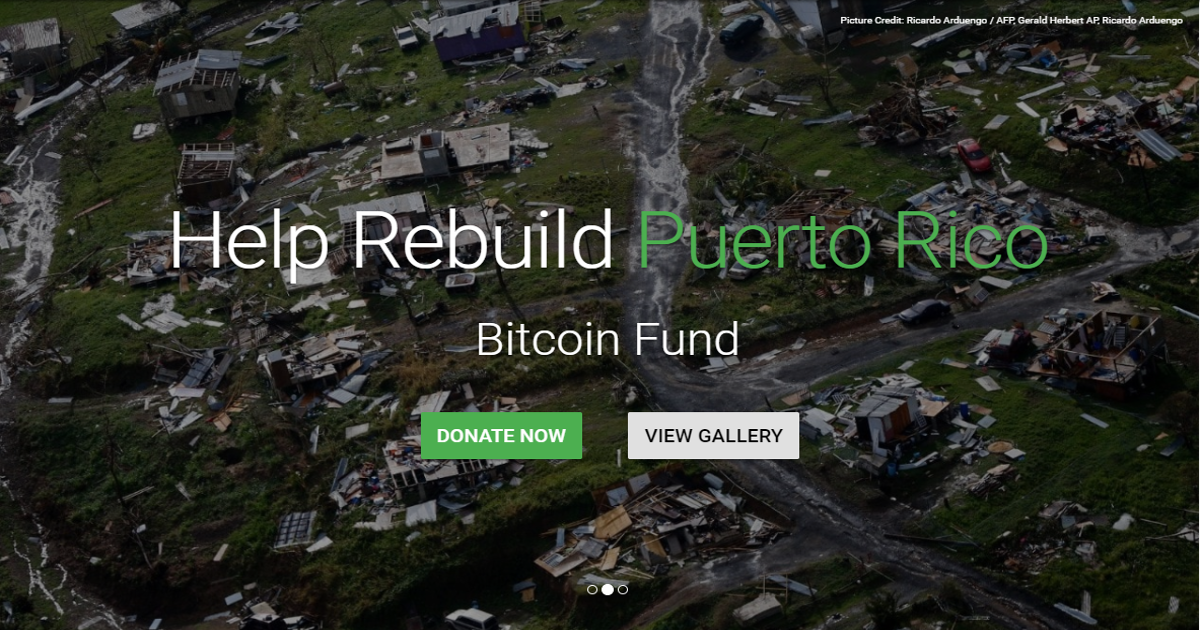 Picture Credit: Ricardo Arduengo / AFP, Gerald Herbert AP, Ricardo Arduengo
Help Rebuild Puerto Rico
Bitcoin Fund
DONATE NOW
VIEW GALLERY